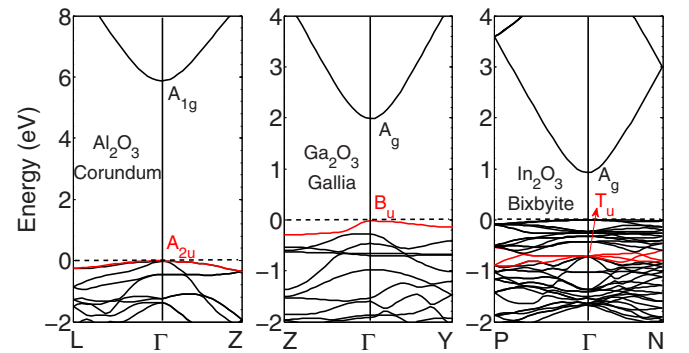 Energy (eV)
8
6
4
2
0
−2
A1g
Al2O3
Corundum
A2u
L
Γ
Z
4
3
2
1
0
−1
−2
Ag
Ga2O3
Gallia
Bu
Z
Γ
Y
4
3
2
1
0
−1
−2
Ag
In2O3
Bixbyite
Tu
P
Γ
N